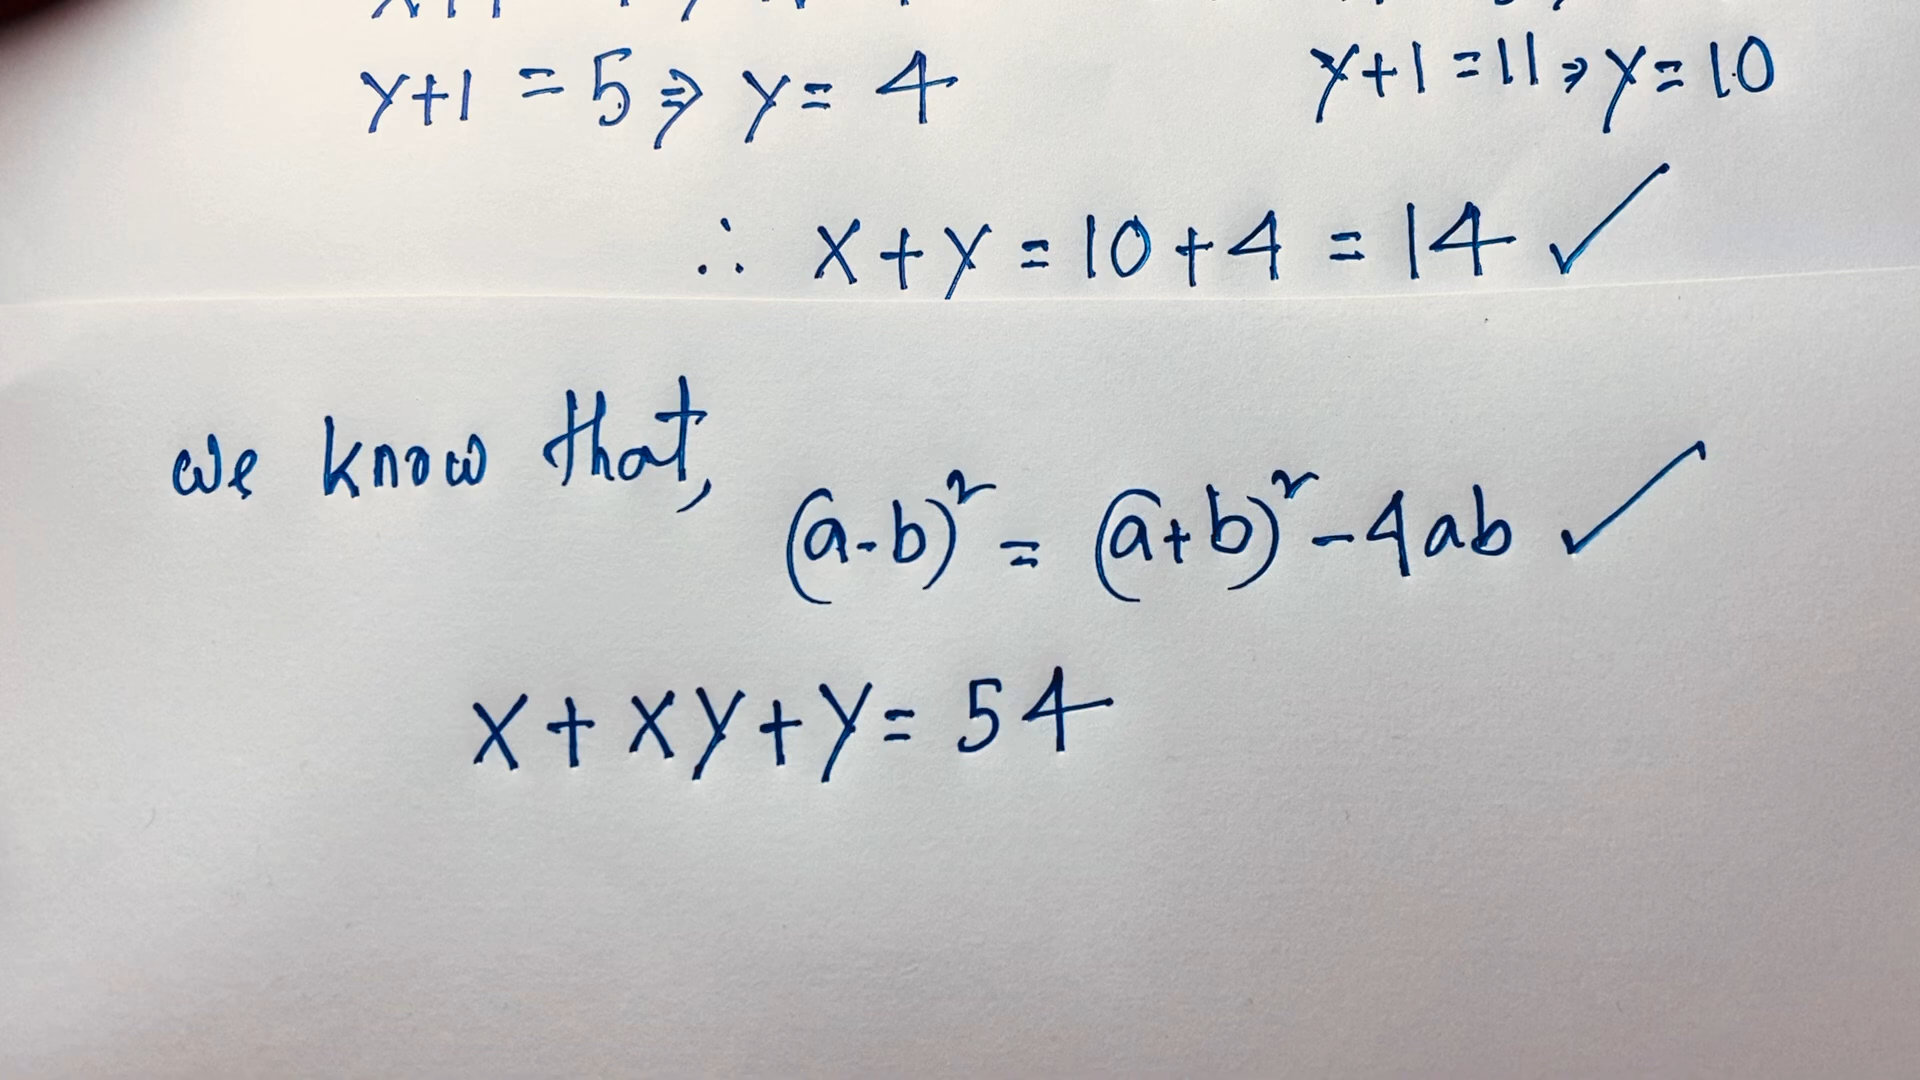 y+1 = 5 ⇒ y = 4
y+1 = 11 ⇒ y = 10
∴ x + y = 10 + 4 = 14 ✓
we know that,
(a-b)² = (a+b)² - 4ab ✓
x + xy + y = 54